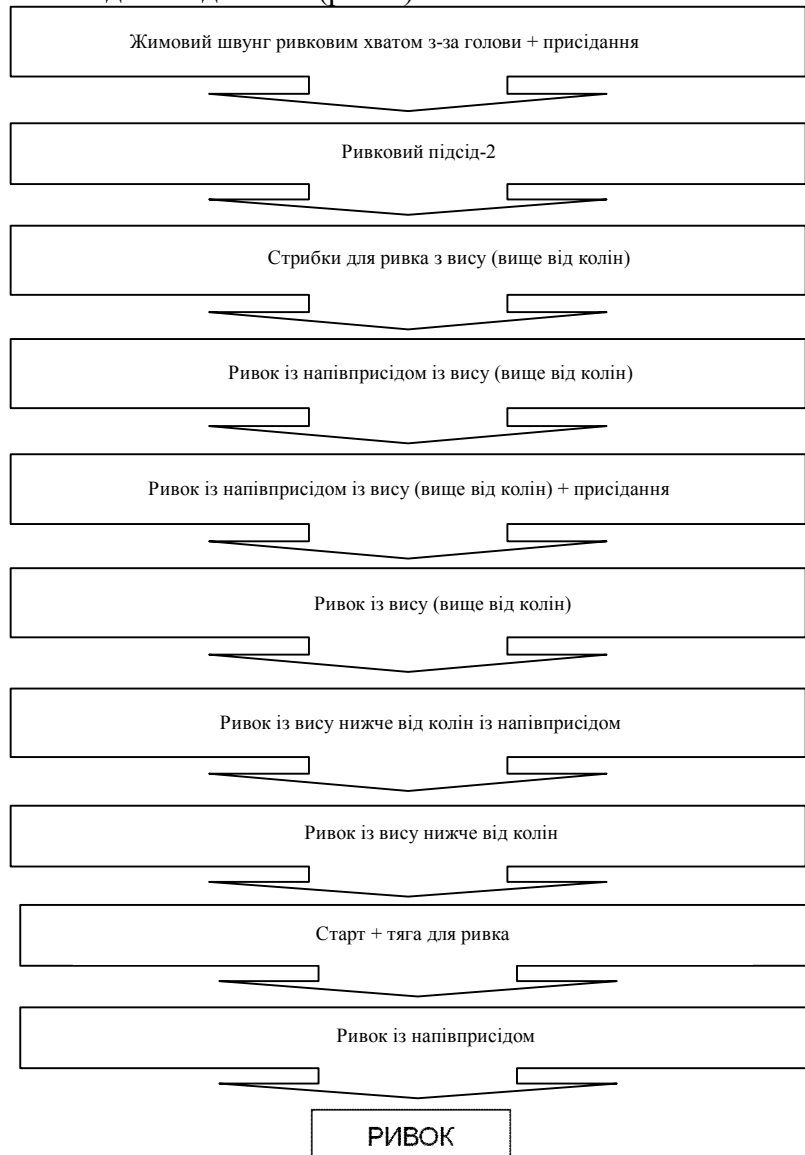 Жимовий швунг ривковим хватом з-за голови + присідання
Ривковий підсід-2
Стрибки для ривка з вису (вище від колін)
Ривок із напівприсідом із вису (вище від колін)
Ривок із напівприсідом із вису (вище від колін) + присідання
Ривок із вису (вище від колін)
Ривок із вису нижче від колін із напівприсідом
Ривок із вису нижче від колін
Старт + тяга для ривка
Ривок із напівприсідом
РИВОК